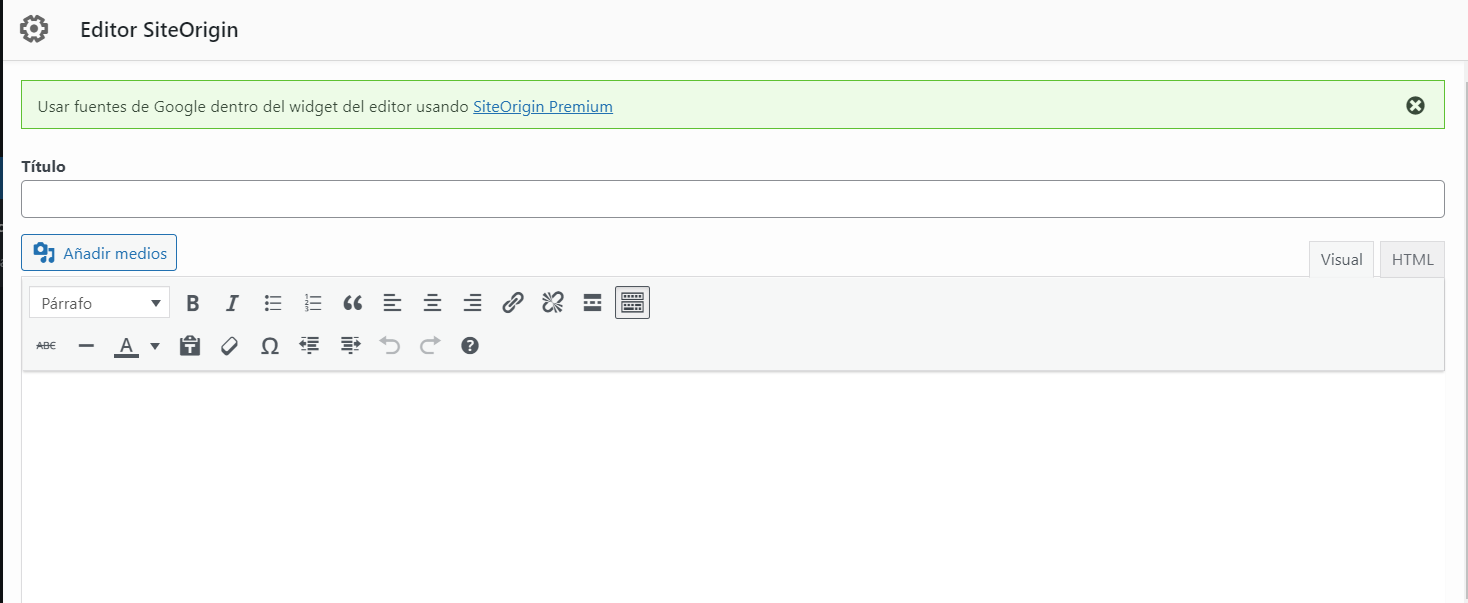 Editor SiteOrigin
Usar fuentes de Google dentro del widget del editor usando SiteOrigin Premium
Título
Añadir medios
Visual HTML
Párrafo B I
ABC A Ω